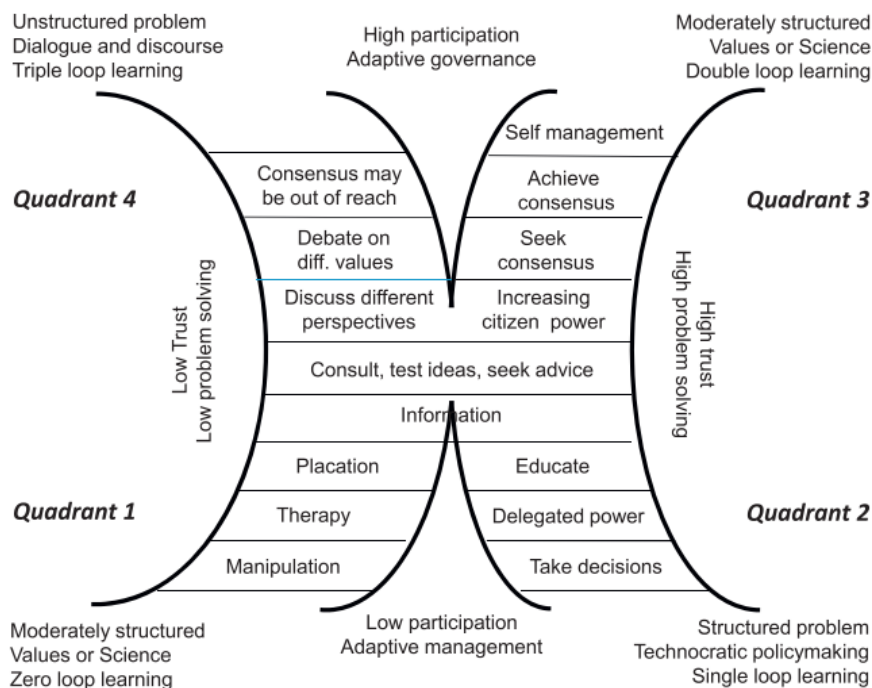 Unstructured problem
Dialogue and discourse
Triple loop learning
High participation
Adaptive governance
Moderately structured
Values or Science
Double loop learning
Quadrant 4
Quadrant 3
Self management
Consensus may
be out of reach
Achieve
consensus
Debate on
diff. values
Seek
consensus
Discuss different
perspectives
Increasing
citizen power
Low Trust
Low problem solving
High trust
High problem solving
Consult, test ideas, seek advice
Information
Placation
Educate
Quadrant 1
Quadrant 2
Therapy
Delegated power
Manipulation
Take decisions
Moderately structured
Values or Science
Zero loop learning
Low participation
Adaptive management
Structured problem
Technocratic policymaking
Single loop learning